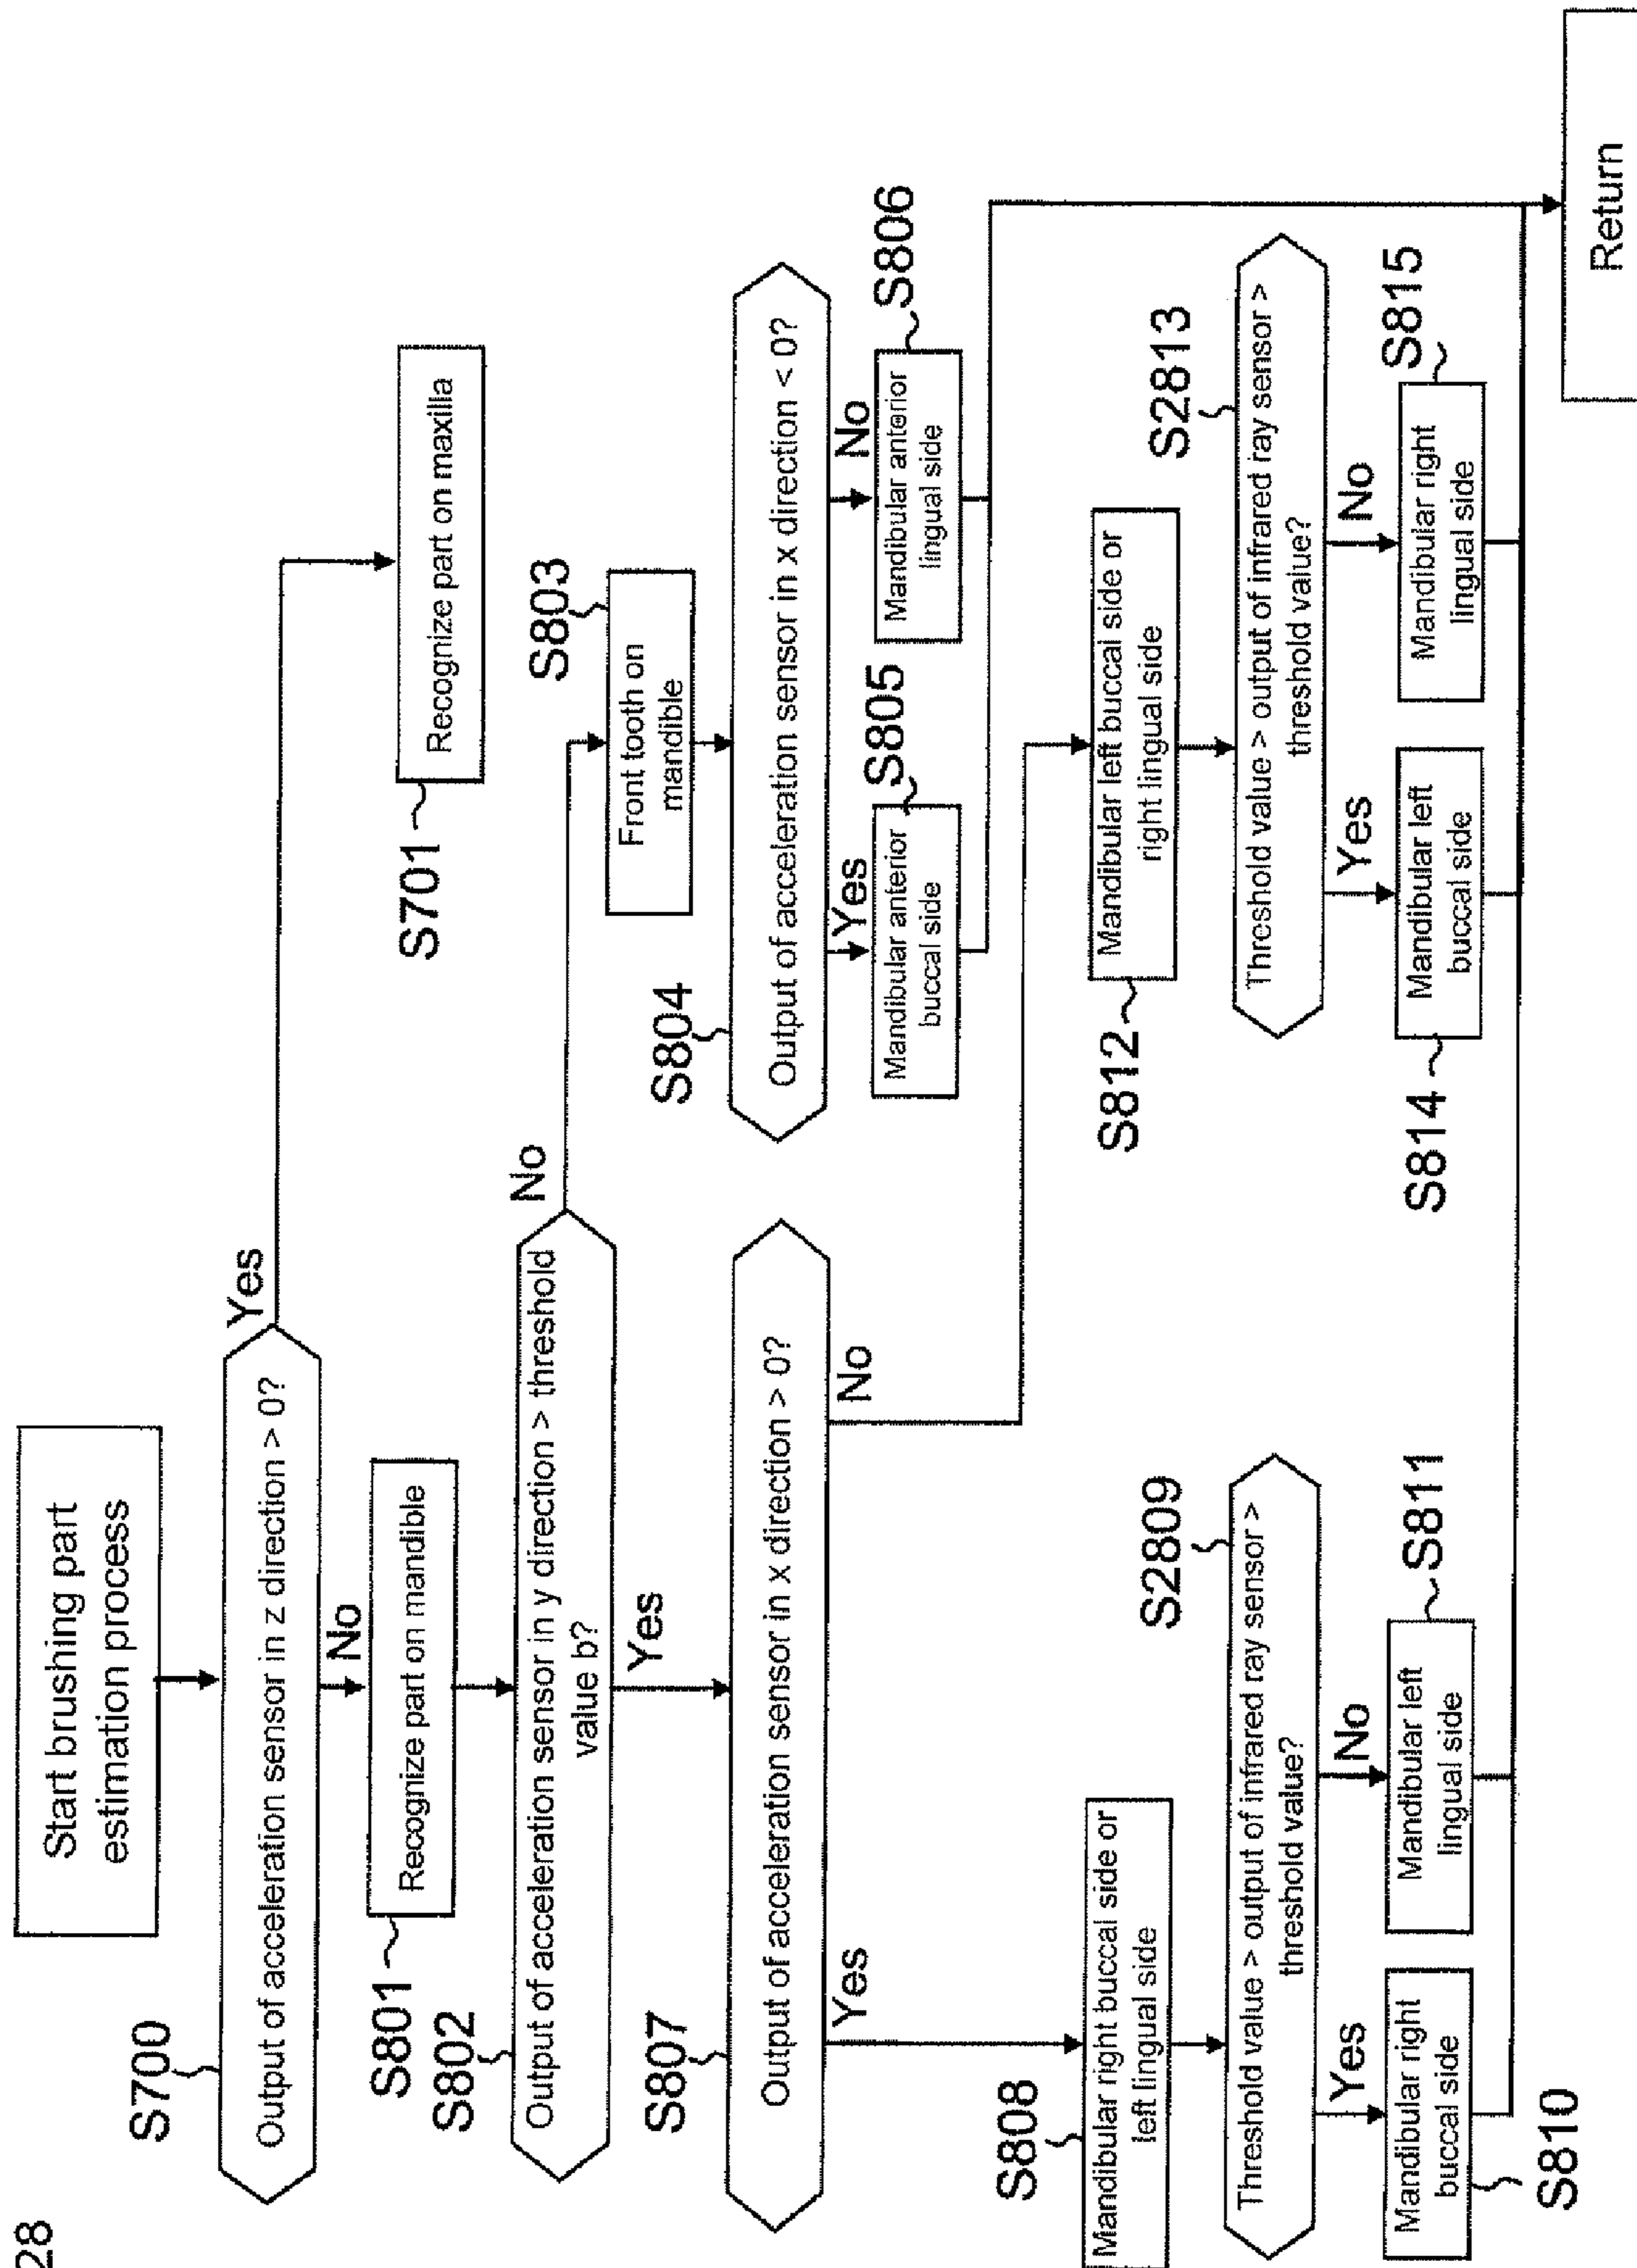 28
Start brushing part
estimation process
S700
Output of acceleration sensor in z direction > 0?
Yes
No
S801
Recognize part on mandible
S701
Recognize part on maxilla
S802
Output of acceleration sensor in y direction > threshold
value b?
No
Yes
S803
Front tooth on
mandible
S807
Output of acceleration sensor in x direction > 0?
Yes
No
S804
Output of acceleration sensor in x direction < 0?
Yes
No
S805
Mandibular anterior
buccal side
S806
Mandibular anterior
lingual side
S808
Mandibular right buccal side or
left lingual side
S812
Mandibular left buccal side or
right lingual side
S2809
Threshold value > output of infrared ray sensor >
threshold value?
Yes
No
S2813
Threshold value > output of infrared ray sensor >
threshold value?
Yes
No
S810
Mandibular right
buccal side
S811
Mandibular left
lingual side
S814
Mandibular left
buccal side
S815
Mandibular right
lingual side
Return